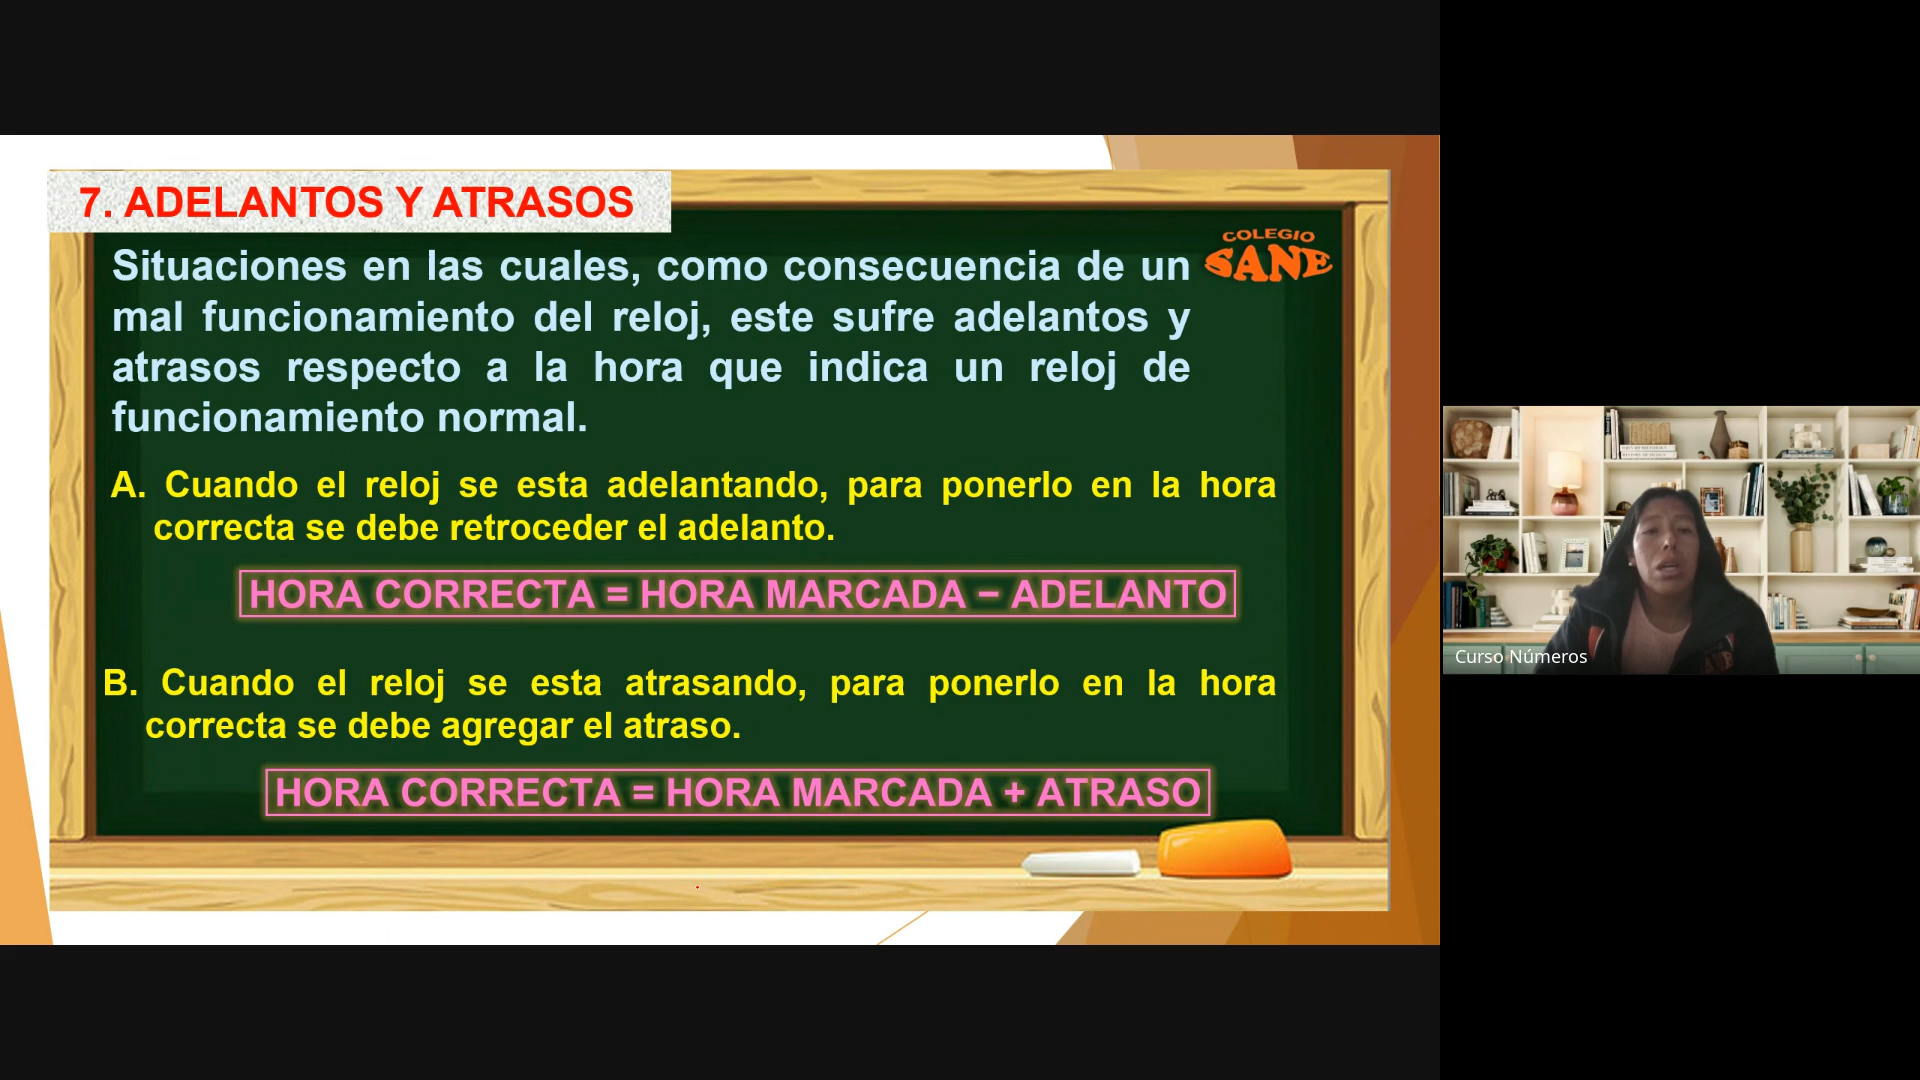 7. ADELANTOS Y ATRASOS
COLEGIO
SANE
Situaciones en las cuales, como consecuencia de un
mal funcionamiento del reloj, este sufre adelantos y
atrasos respecto a la hora que indica un reloj de
funcionamiento normal.
A. Cuando el reloj se esta adelantando, para ponerlo en la hora
correcta se debe retroceder el adelanto.
HORA CORRECTA = HORA MARCADA − ADELANTO
B. Cuando el reloj se esta atrasando, para ponerlo en la hora
correcta se debe agregar el atraso.
HORA CORRECTA = HORA MARCADA + ATRASO
Curso Números